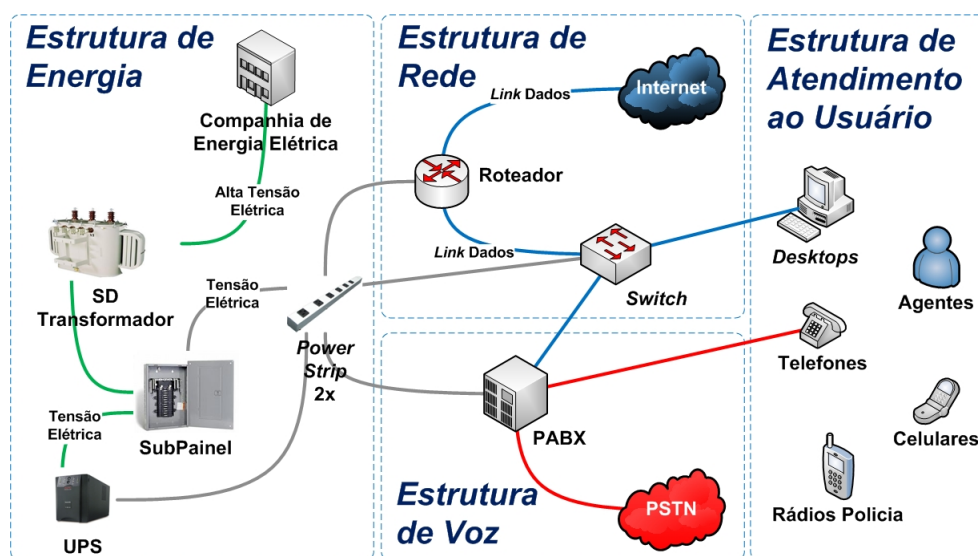 Estrutura de
Energia
Companhia de
Energia Elétrica
Alta Tensão
Elétrica
SD
Transformador
Tensão
Elétrica
Power
Strip
2x
Tensão
Elétrica
SubPainel
UPS
Estrutura de
Rede
Internet
Link Dados
Roteador
Link Dados
Switch
PABX
Estrutura
de Voz
PSTN
Estrutura de
Atendimento
ao Usuário
Desktops
Agentes
Telefones
Celulares
Rádios Policia